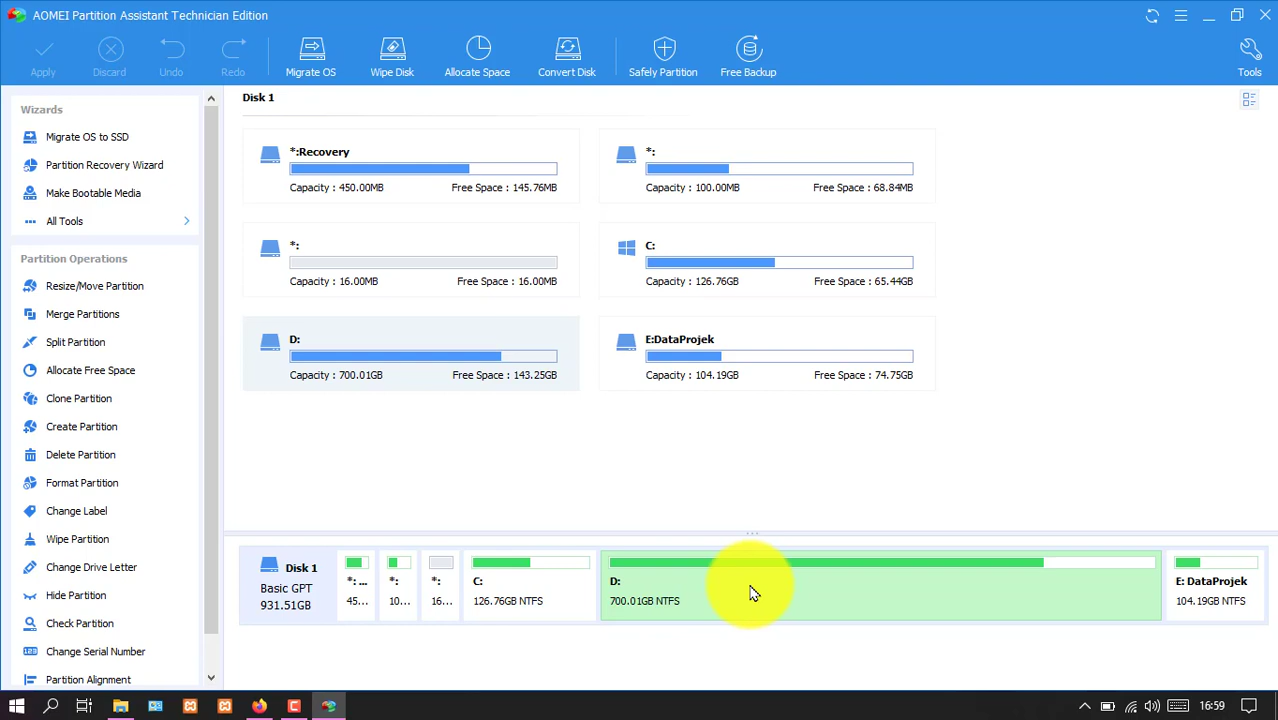 AOMEI Partition Assistant Technician Edition
Apply
Discard
Undo
Redo
Migrate OS
Wipe Disk
Allocate Space
Convert Disk
Safely Partition
Free Backup
Tools
Wizards
Migrate OS to SSD
Partition Recovery Wizard
Make Bootable Media
All Tools
Partition Operations
Resize/Move Partition
Merge Partitions
Split Partition
Allocate Free Space
Clone Partition
Create Partition
Delete Partition
Format Partition
Change Label
Wipe Partition
Change Drive Letter
Hide Partition
Check Partition
Change Serial Number
Partition Alignment
Disk 1
*:Recovery
Capacity : 450.00MB Free Space : 145.76MB
*:
Capacity : 100.00MB Free Space : 68.84MB
*:
Capacity : 16.00MB Free Space : 16.00MB
C:
Capacity : 126.76GB Free Space : 65.44GB
D:
Capacity : 700.01GB Free Space : 143.25GB
E:DataProjek
Capacity : 104.19GB Free Space : 74.75GB
Disk 1
Basic GPT
931.51GB
*: ...
45...
*:
10...
*:
16...
C:
126.76GB NTFS
D:
700.01GB NTFS
E: DataProjek
104.19GB NTFS
16:59